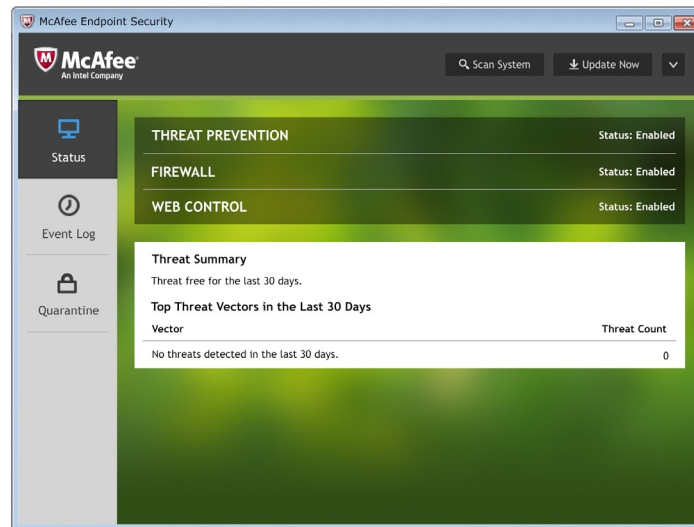 McAfee Endpoint Security
McAfee
An Intel Company
Scan System
Update Now
Status
Event Log
Quarantine
THREAT PREVENTION Status: Enabled
FIREWALL Status: Enabled
WEB CONTROL Status: Enabled
Threat Summary
Threat free for the last 30 days.
Top Threat Vectors in the Last 30 Days
Vector Threat Count
No threats detected in the last 30 days. 0